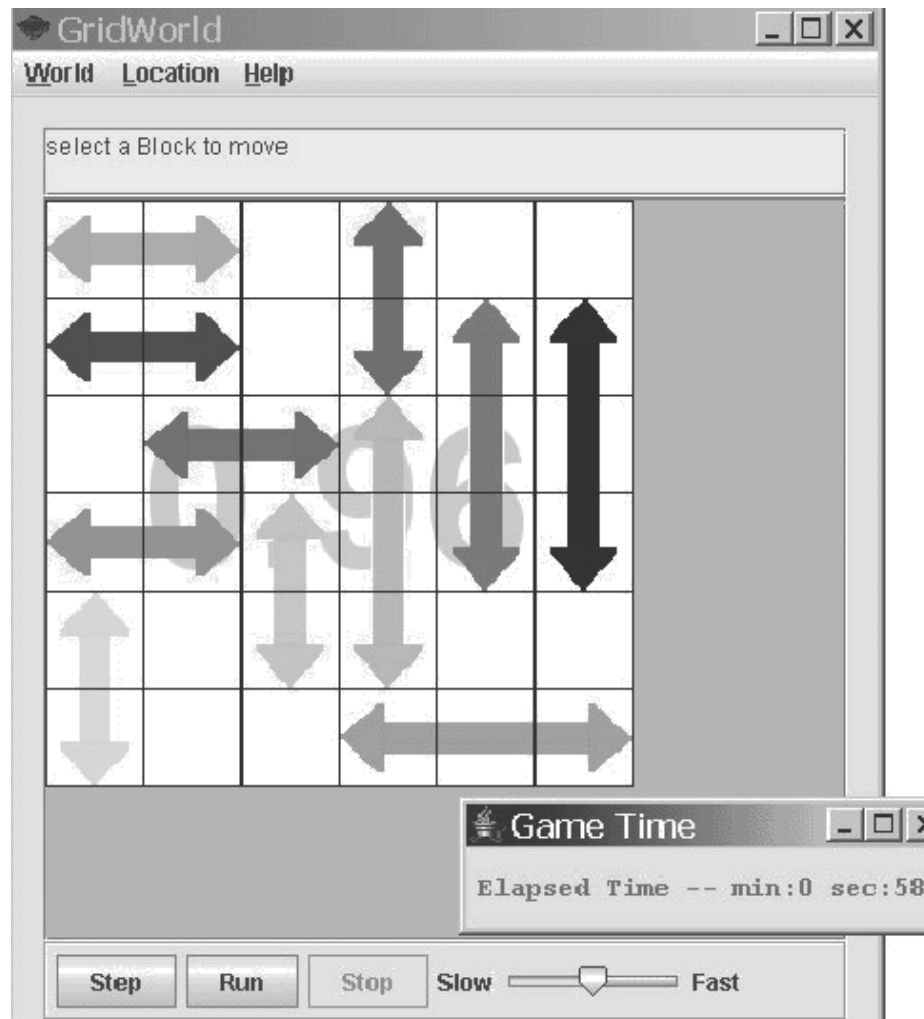 GridWorld
World Location Help
select a Block to move
096
Game Time
Elapsed Time -- min:0 sec:58
Step Run Stop Slow Fast